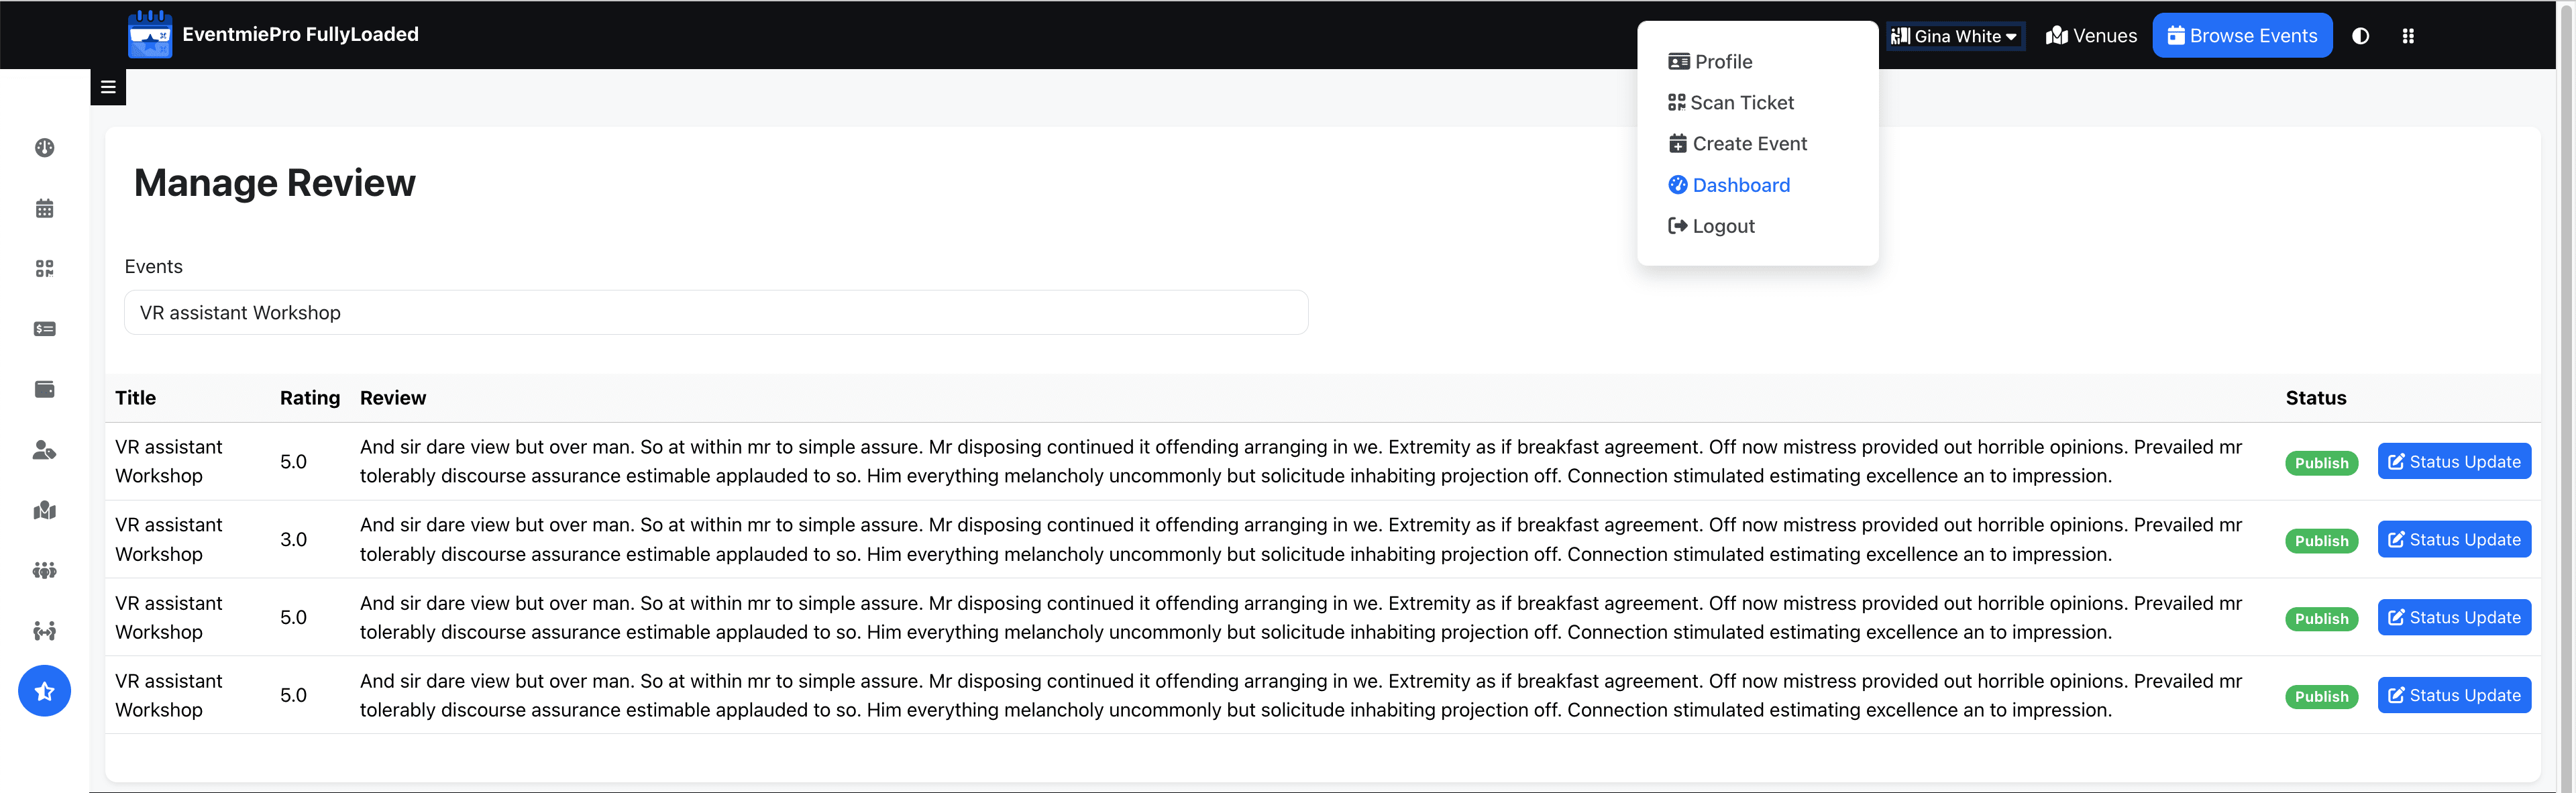 EventmiePro FullyLoaded
Gina White
Venues
Browse Events
Profile
Scan Ticket
Create Event
Dashboard
Logout
Manage Review
Events
VR assistant Workshop
Title Rating Review Status
VR assistant
Workshop
5.0
And sir dare view but over man. So at within mr to simple assure. Mr disposing continued it offending arranging in we. Extremity as if breakfast agreement. Off now mistress provided out horrible opinions. Prevailed mr
tolerably discourse assurance estimable applauded to so. Him everything melancholy uncommonly but solicitude inhabiting projection off. Connection stimulated estimating excellence an to impression.
Publish
Status Update
VR assistant
Workshop
3.0
And sir dare view but over man. So at within mr to simple assure. Mr disposing continued it offending arranging in we. Extremity as if breakfast agreement. Off now mistress provided out horrible opinions. Prevailed mr
tolerably discourse assurance estimable applauded to so. Him everything melancholy uncommonly but solicitude inhabiting projection off. Connection stimulated estimating excellence an to impression.
Publish
Status Update
VR assistant
Workshop
5.0
And sir dare view but over man. So at within mr to simple assure. Mr disposing continued it offending arranging in we. Extremity as if breakfast agreement. Off now mistress provided out horrible opinions. Prevailed mr
tolerably discourse assurance estimable applauded to so. Him everything melancholy uncommonly but solicitude inhabiting projection off. Connection stimulated estimating excellence an to impression.
Publish
Status Update
VR assistant
Workshop
5.0
And sir dare view but over man. So at within mr to simple assure. Mr disposing continued it offending arranging in we. Extremity as if breakfast agreement. Off now mistress provided out horrible opinions. Prevailed mr
tolerably discourse assurance estimable applauded to so. Him everything melancholy uncommonly but solicitude inhabiting projection off. Connection stimulated estimating excellence an to impression.
Publish
Status Update